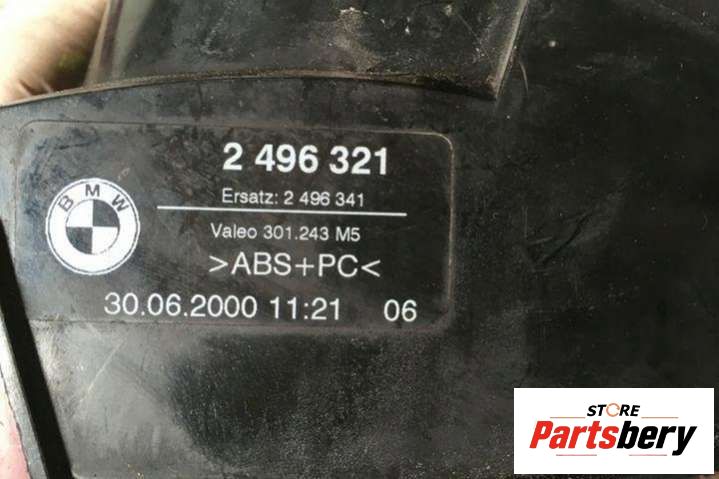 2 496 321
Ersatz: 2 496 341
BMW
Valeo 301.243 M5
>ABS+PC<
30.06.2000 11:21 06
STORE
Partsbery